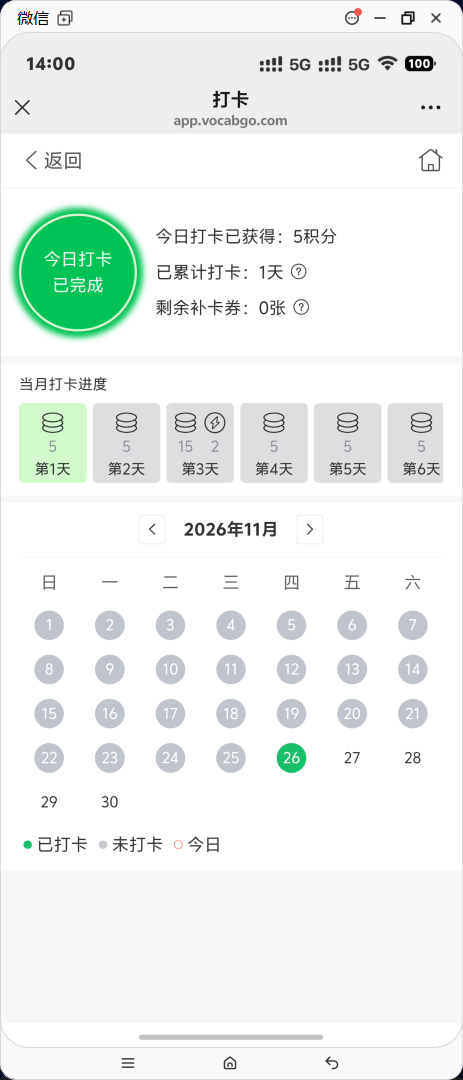 微信
14:00 5G 5G 100
打卡
app.vocabgo.com
返回
今日打卡
已完成
今日打卡已获得：5积分
已累计打卡：1天 ?
剩余补卡券：0张 ?
当月打卡进度
5 5 15 2 5 5 5
第1天 第2天 第3天 第4天 第5天 第6天
2026年11月
日 一 二 三 四 五 六
1 2 3 4 5 6 7
8 9 10 11 12 13 14
15 16 17 18 19 20 21
22 23 24 25 26 27 28
29 30
已打卡 未打卡 今日